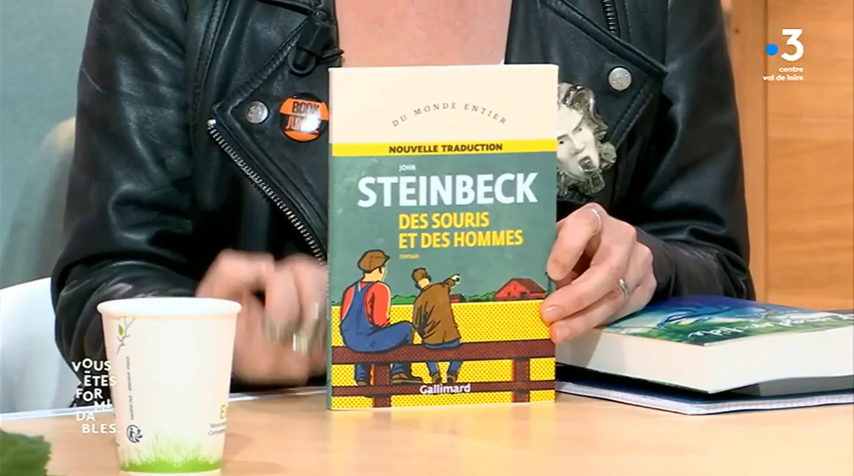 3
centre
val de loire
BOOK
DU MONDE ENTIER
NOUVELLE TRADUCTION
JOHN
STEINBECK
DES SOURIS
ET DES HOMMES
roman
Gallimard
VOUS
ÊTES
FOR
MI
DA
BLES.